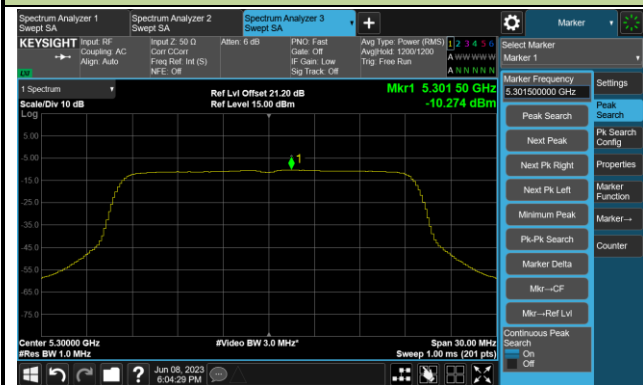 Spectrum Analyzer 1
Swept SA
Spectrum Analyzer 2
Swept SA
Spectrum Analyzer 3
Swept SA
+
Marker
KEYSIGHT
Input: RF
Coupling: AC
Align: Auto
Input Z: 50 Ω
Corr CCorr
Freq Ref: Int (S)
NFE: Off
Atten: 6 dB
PNO: Fast
Gate: Off
IF Gain: Low
Sig Track: Off
Avg Type: Power (RMS)
Avg|Hold: 1200/1200
Trig: Free Run
1 2 3 4 5 6
A W W W W W
A N N N N N
LXI
Select Marker
Marker 1
1 Spectrum
Scale/Div 10 dB
Log
Ref Lvl Offset 21.20 dB
Ref Level 15.00 dBm
Mkr1 5.301 50 GHz
-10.274 dBm
5.00
-5.00
-15.0
-25.0
-35.0
-45.0
-55.0
-65.0
-75.0
1
Center 5.30000 GHz
#Res BW 1.0 MHz
#Video BW 3.0 MHz*
Span 30.00 MHz
Sweep 1.00 ms (201 pts)
Marker Frequency
5.301500000 GHz
Peak Search
Next Peak
Next Pk Right
Next Pk Left
Minimum Peak
Pk-Pk Search
Marker Delta
Mkr→CF
Mkr→Ref Lvl
Continuous Peak
Search
On
Off
Settings
Peak
Search
Pk Search
Config
Properties
Marker
Function
Marker→
Counter
?
Jun 08, 2023
6:04:29 PM